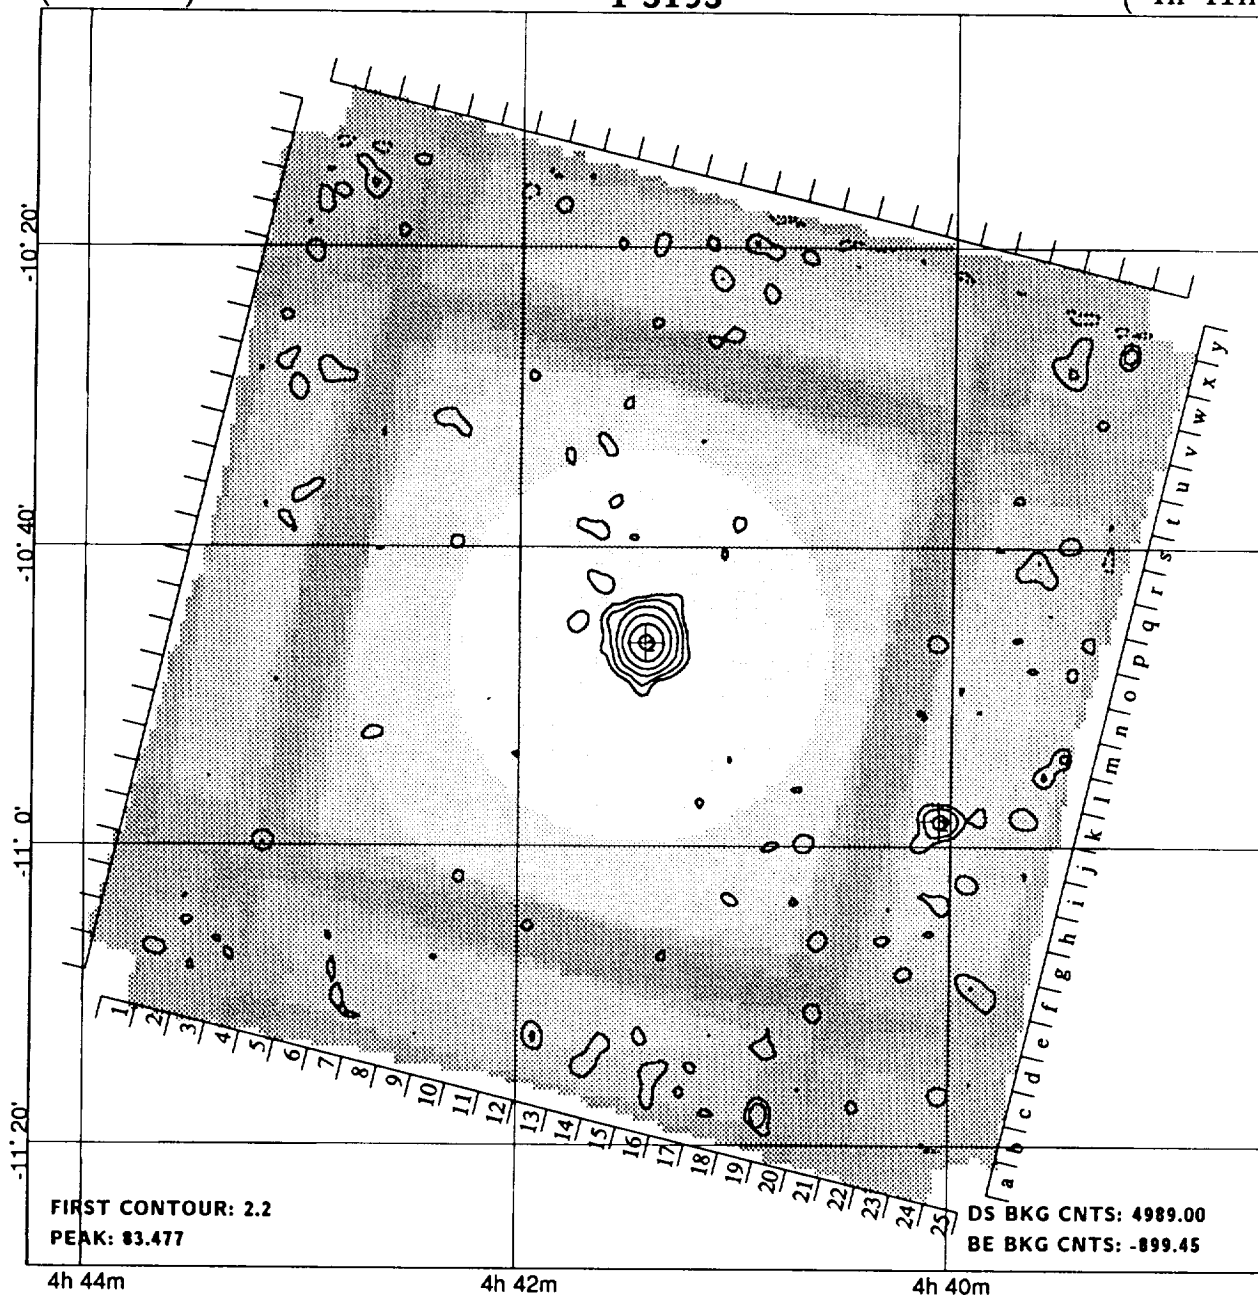 -10° 20'
-10° 40'
-11° 0'
-11° 20'
y
x
w
v
u
t
s
r
q
p
o
n
m
l
k
j
i
h
g
f
e
d
c
b
a
1 2 3 4 5 6 7 8 9 10 11 12 13 14 15 16 17 18 19 20 21 22 23 24 25
FIRST CONTOUR: 2.2
PEAK: 83.477
DS BKG CNTS: 4989.00
BE BKG CNTS: -899.45
4h 44m 4h 42m 4h 40m